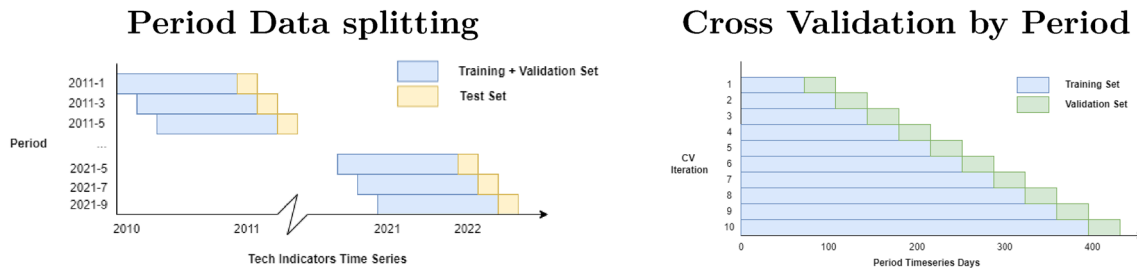 Period Data splitting
2011-1
2011-3
2011-5
...
2021-5
2021-7
2021-9
Period
Training + Validation Set
Test Set
2010
2011
2021
2022
Tech Indicators Time Series
Cross Validation by Period
1
2
3
4
5
6
7
8
9
10
CV
Iteration
Training Set
Validation Set
0
100
200
300
400
Period Timeseries Days